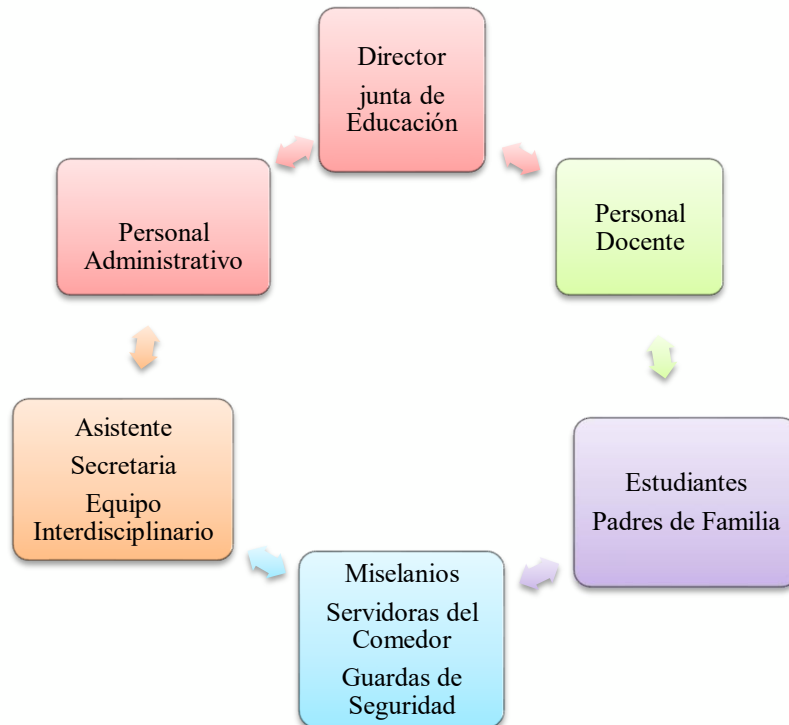 Director
junta de
Educación
Personal
Administrativo
Personal
Docente
Asistente
Secretaria
Equipo
Interdisciplinario
Estudiantes
Padres de Familia
Miselanios
Servidoras del
Comedor
Guardas de
Seguridad